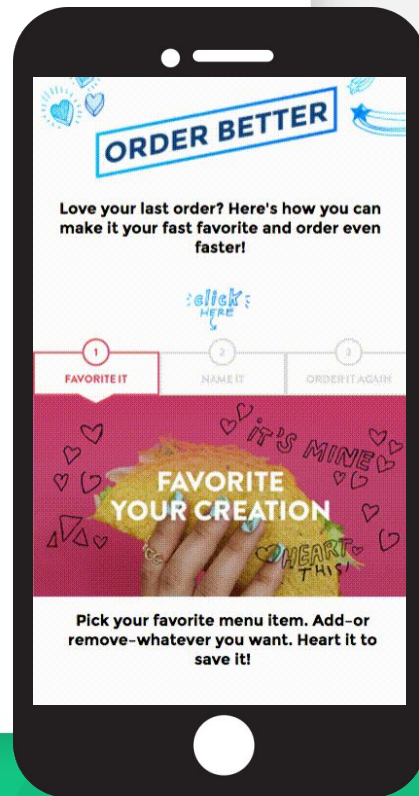 ORDER BETTER
Love your last order? Here's how you can
make it your fast favorite and order even
faster!
click
HERE
1
2
3
FAVORITE IT
NAME IT
ORDER IT AGAIN
IT'S MINE
FAVORITE
YOUR CREATION
HEART
THIS!
Pick your favorite menu item. Add–or
remove–whatever you want. Heart it to
save it!